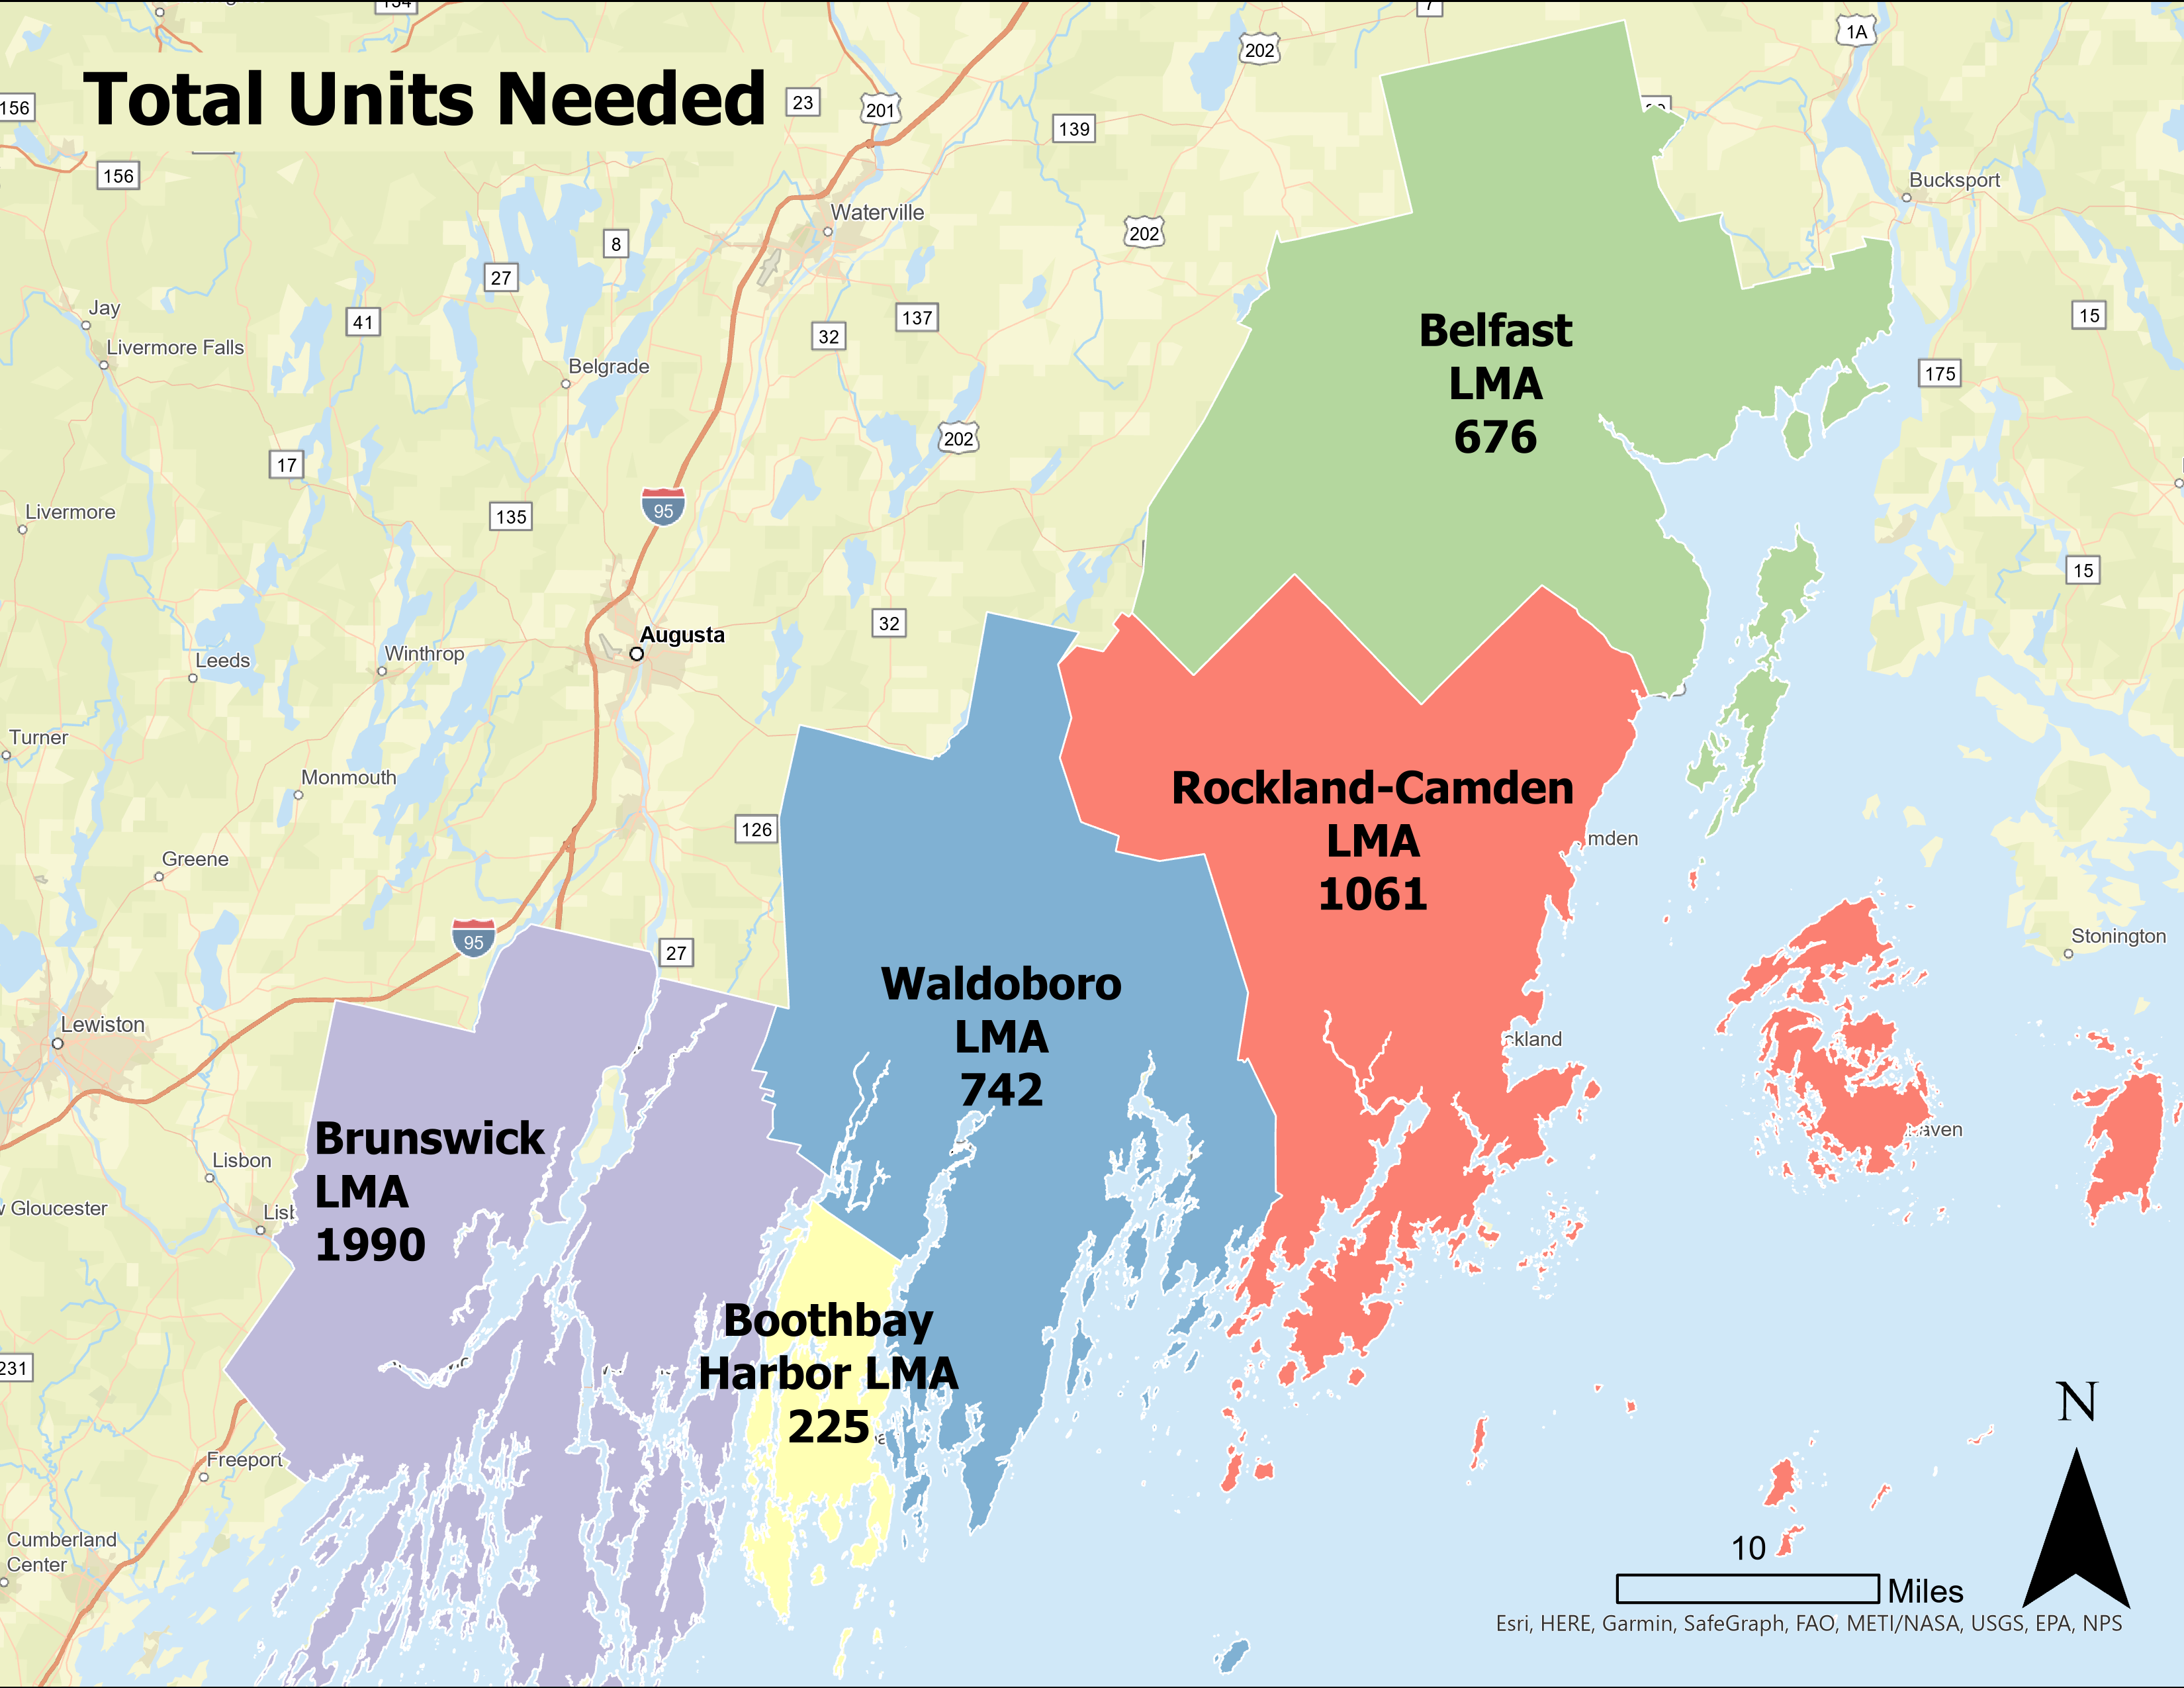 Total Units Needed
134
7
202
1A
156
23
201
139
156
Bucksport
Waterville
202
8
27
Jay
41
32
137
15
Livermore Falls
Belgrade
Belfast
LMA
676
175
202
17
Livermore
135
95
15
32
Augusta
Leeds
Winthrop
Turner
Monmouth
126
Rockland-Camden
LMA
1061
mden
Greene
95
27
Stonington
Waldoboro
LMA
742
Lewiston
ckland
Brunswick
LMA
1990
Lisbon
aven
Gloucester
Lisb
Boothbay
Harbor LMA
225
231
N
Freeport
Cumberland
Center
10
Miles
Esri, HERE, Garmin, SafeGraph, FAO, METI/NASA, USGS, EPA, NPS